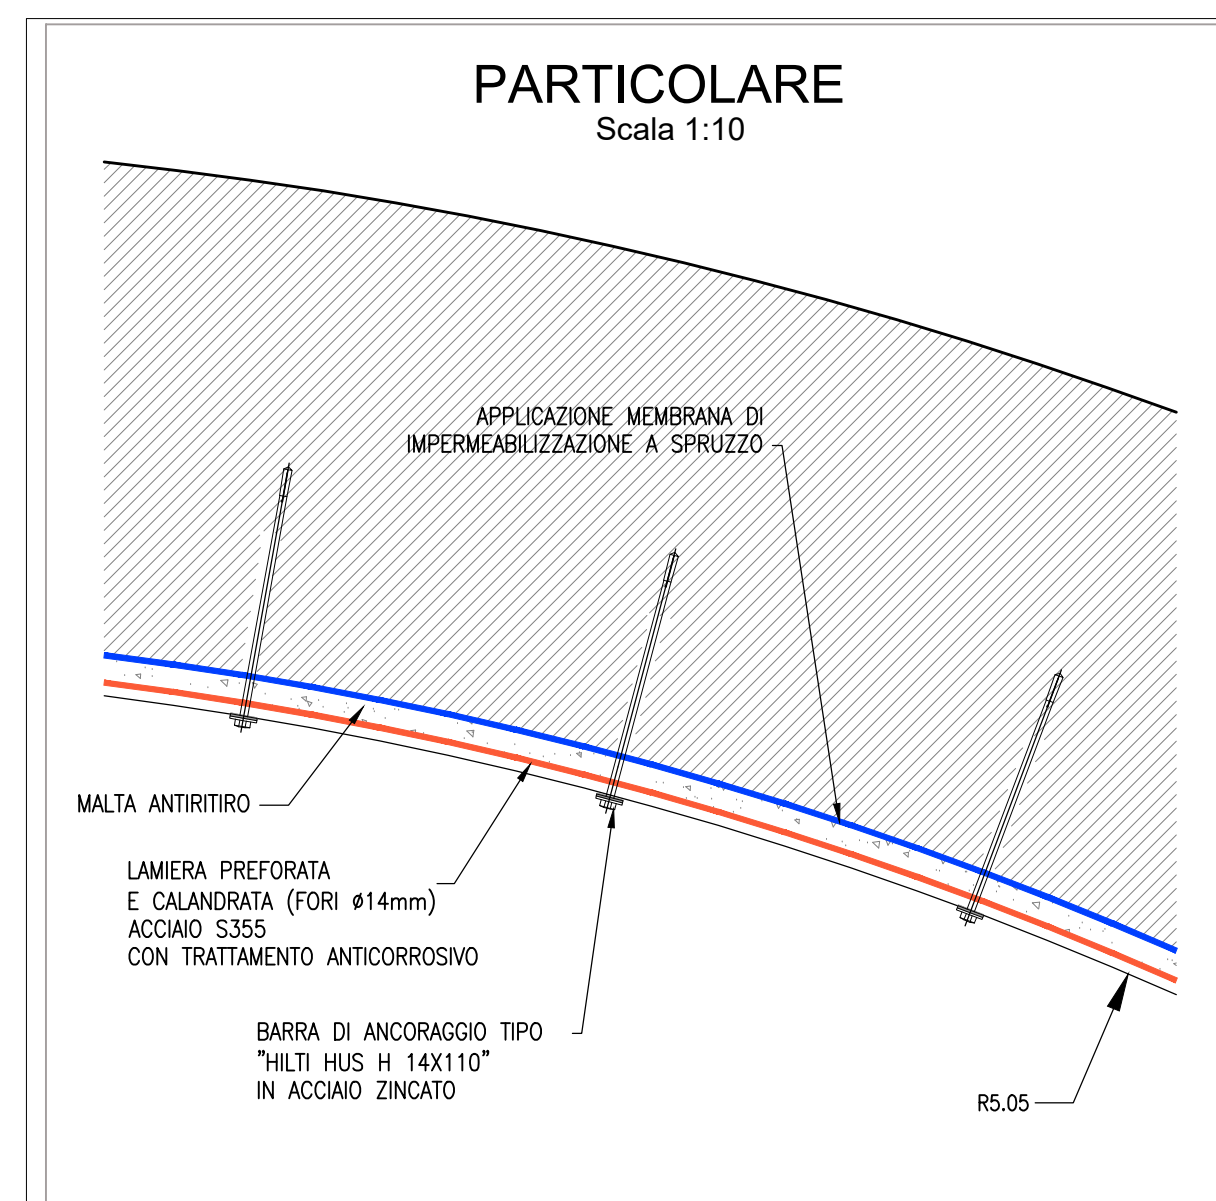 PARTICOLARE
Scala 1:10
APPLICAZIONE MEMBRANA DI
IMPERMEABILIZZAZIONE A SPRUZZO
MALTA ANTIRITIRO
LAMIERA PREFORATA
E CALANDRATA (FORI ø14mm)
ACCIAIO S355
CON TRATTAMENTO ANTICORROSIVO
BARRA DI ANCORAGGIO TIPO
"HILTI HUS H 14X110"
IN ACCIAIO ZINCATO
R5.05